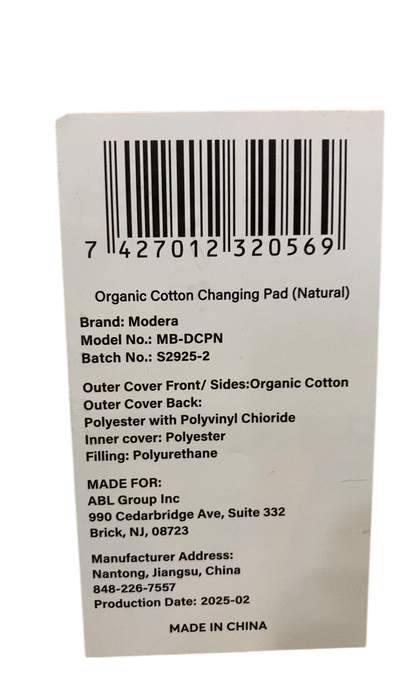 7 427012 320569
Organic Cotton Changing Pad (Natural)
Brand: Modera
Model No.: MB-DCPN
Batch No.: S2925-2
Outer Cover Front/ Sides:Organic Cotton
Outer Cover Back:
Polyester with Polyvinyl Chioride
Inner cover: Polyester
Filling: Polyurethane
MADE FOR:
ABL Group Inc
990 Cedarbridge Ave, Suite 332
Brick, NJ, 08723
Manufacturer Address:
Nantong, Jiangsu, China
848-226-7557
Production Date: 2025-02
MADE IN CHINA